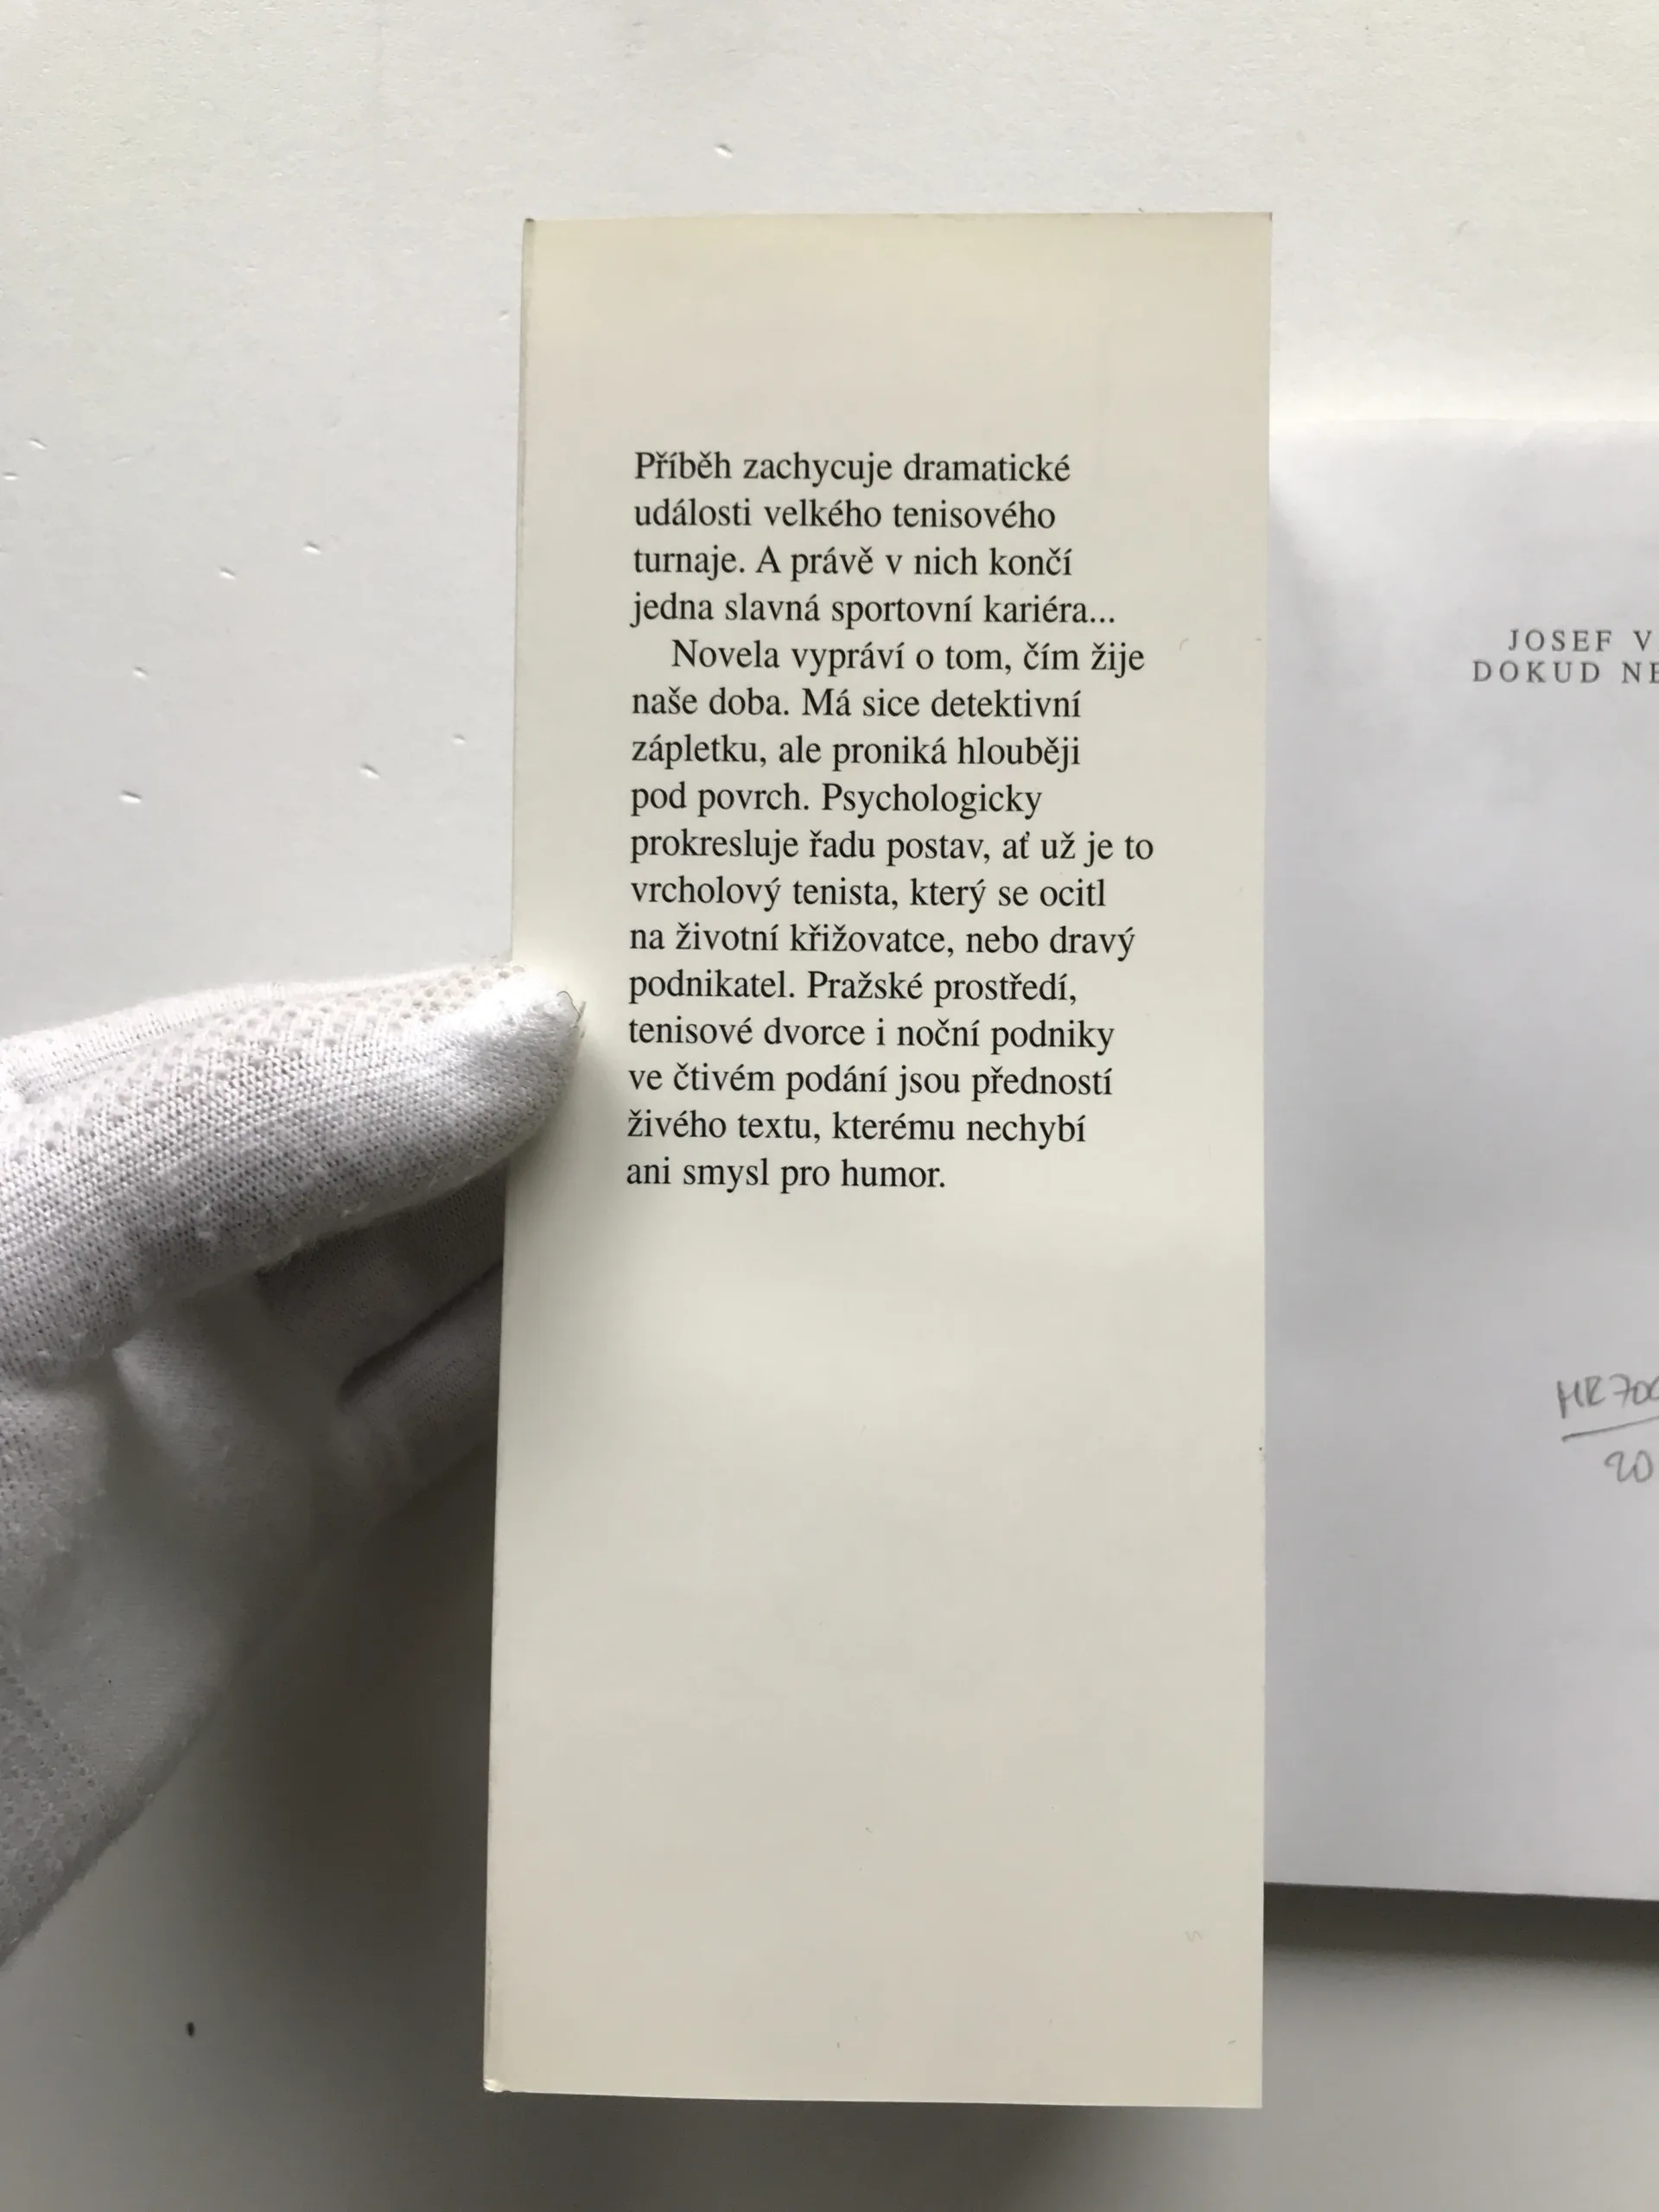 Příběh zachycuje dramatické
události velkého tenisového
turnaje. A právě v nich končí
jedna slavná sportovní kariéra...
Novela vypráví o tom, čím žije
naše doba. Má sice detektivní
zápletku, ale proniká hlouběji
pod povrch. Psychologicky
prokresluje řadu postav, ať už je to
vrcholový tenista, který se ocitl
na životní křižovatce, nebo dravý
podnikatel. Pražské prostředí,
tenisové dvorce i noční podniky
ve čtivém podání jsou předností
živého textu, kterému nechybí
ani smysl pro humor.
JOSEF V
DOKUD NE
20